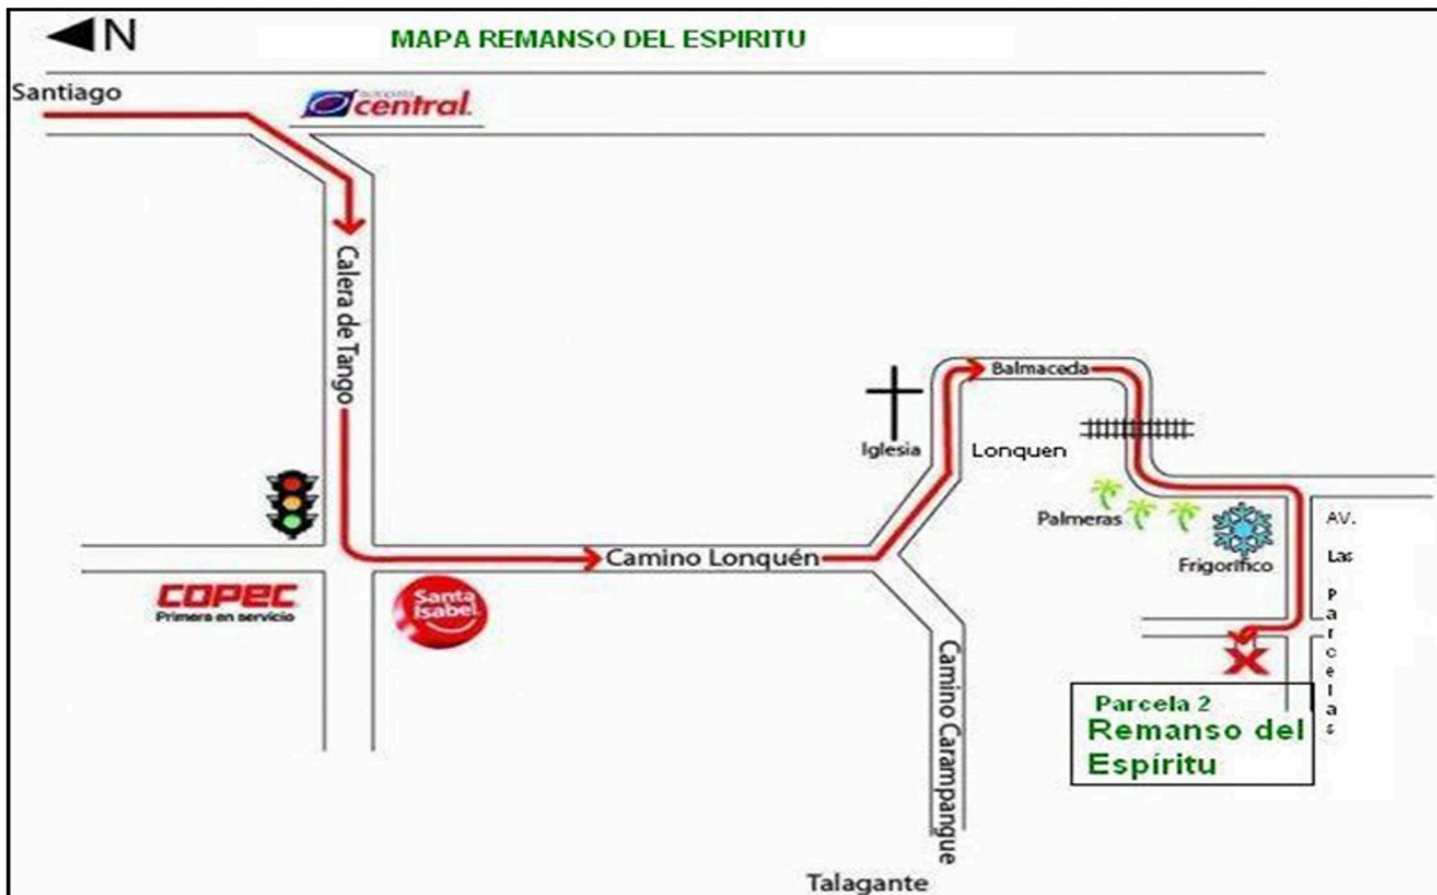 N
MAPA REMANSO DEL ESPIRITU
Santiago
autopista
central.
Calera de Tango
Balmaceda
Iglesia
Lonquen
Palmeras
Frigorífico
AV.
Las
Parcelas
Camino Lonquén
COPEC
Primera en servicio
Santa
Isabel
Camino Carampangue
Parcela 2
Remanso del
Espíritu
Talagante